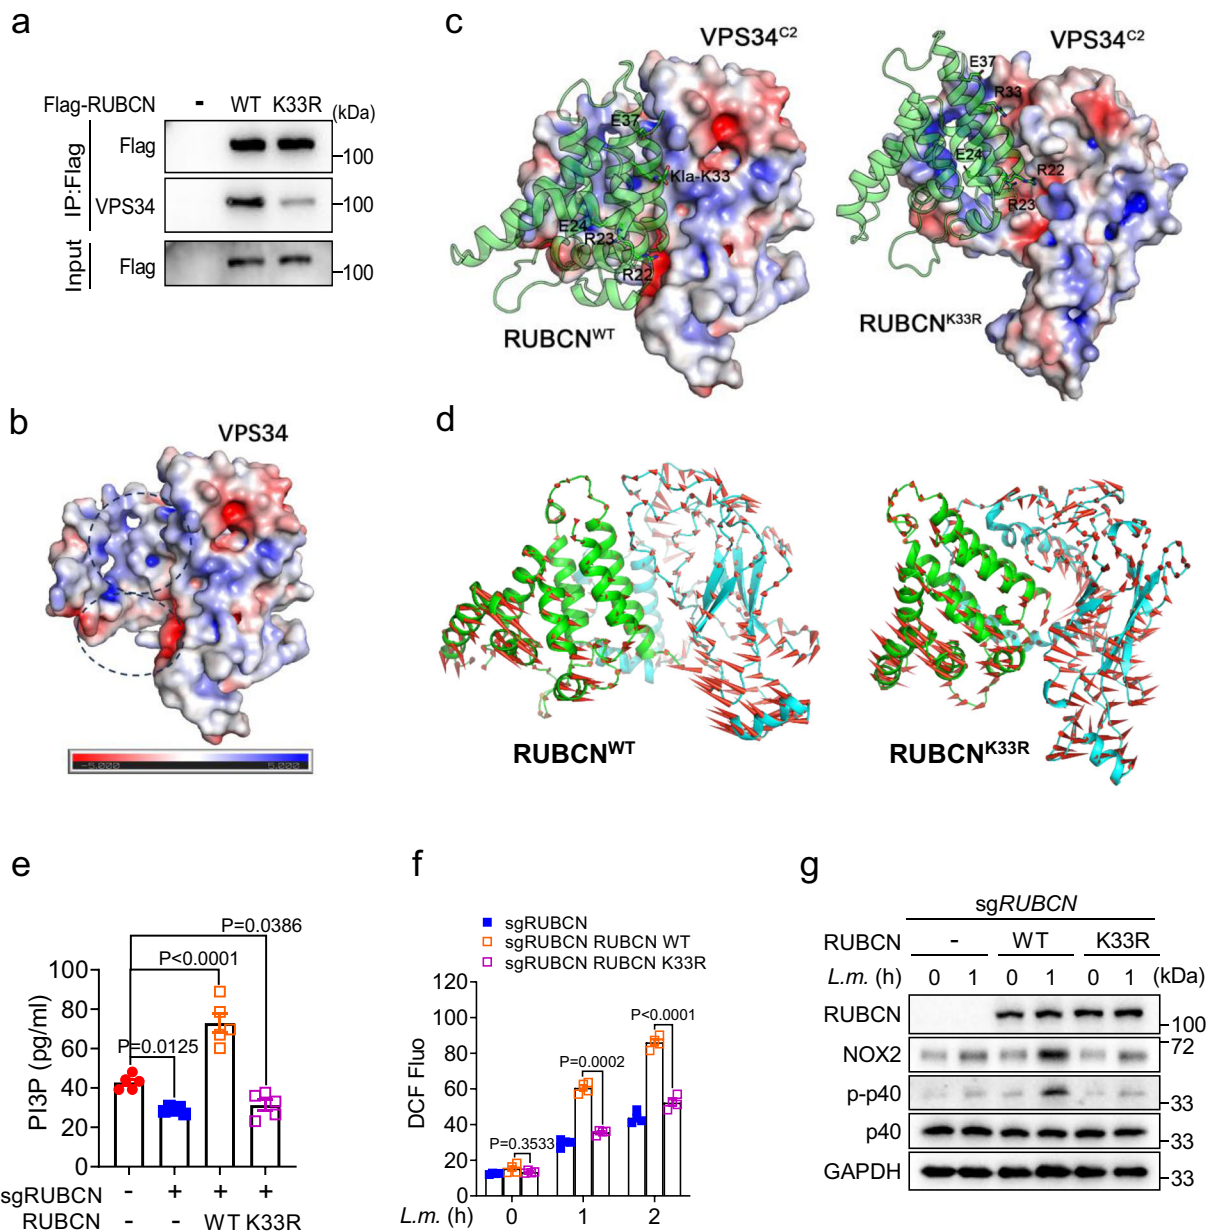 a
Flag-RUBCN - WT K33R (kDa)
IP:Flag
Flag
100
VPS34
100
Input
Flag
100
b
VPS34
-5.000 5.000
c
VPS34C2
E37
Kla-K33
E24
R23
R22
RUBCNWT
VPS34C2
E37
R33
E24
R22
R23
RUBCNK33R
d
RUBCNWT
RUBCNK33R
e
P=0.0386
P<0.0001
P=0.0125
PI3P (pg/ml)
100
80
60
40
20
0
sgRUBCN - + + +
RUBCN - - WT K33R
f
sgRUBCN
sgRUBCN RUBCN WT
sgRUBCN RUBCN K33R
DCF Fluo
120
100
80
60
40
20
0
P<0.0001
P=0.0002
P=0.3533
L.m. (h) 0 1 2
g
sgRUBCN
RUBCN - WT K33R
L.m. (h) 0 1 0 1 0 1 (kDa)
RUBCN
100
NOX2
72
p-p40
33
p40
33
GAPDH
33